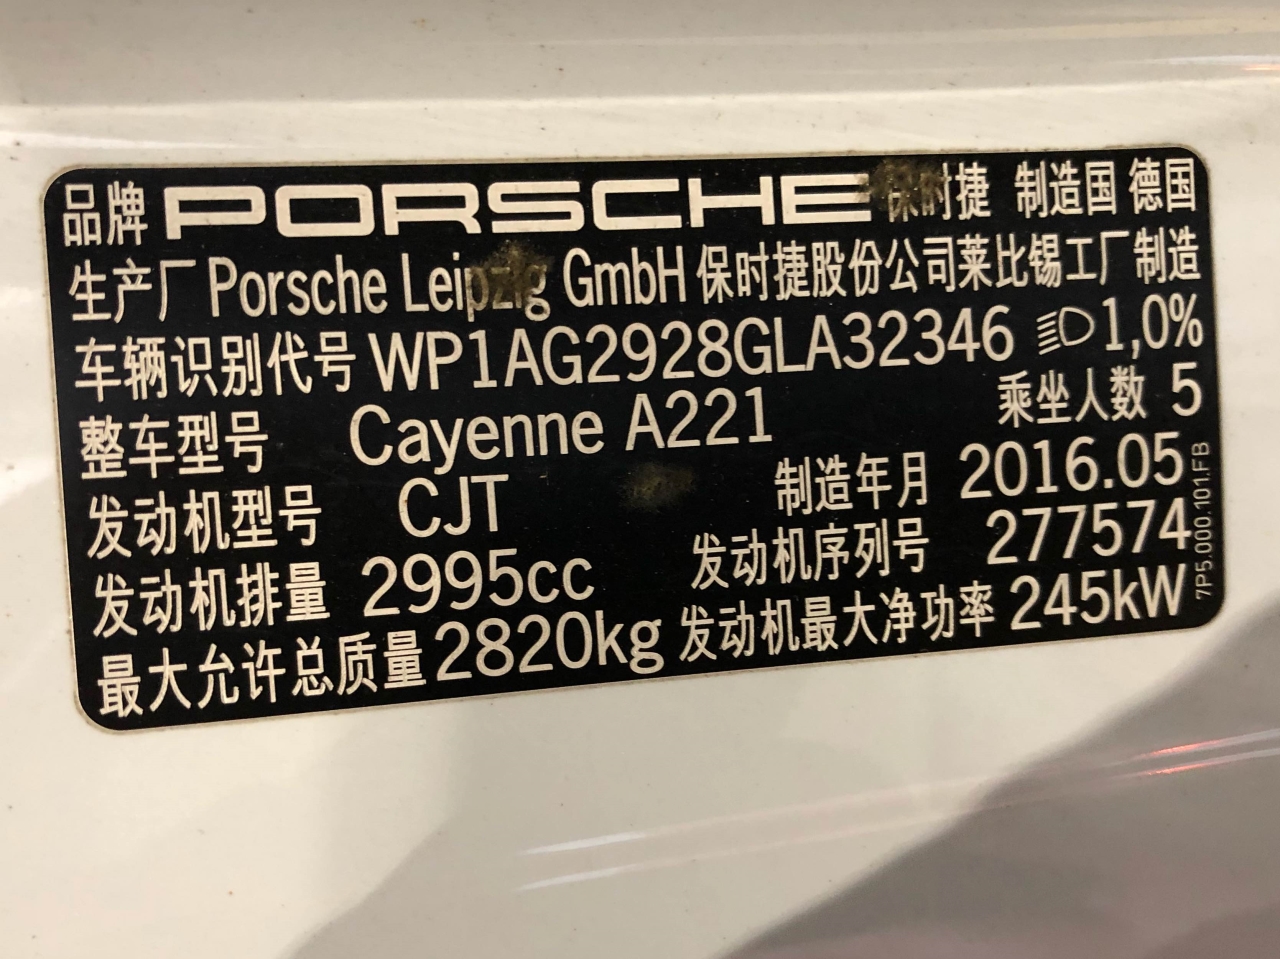 品牌 PORSCHE 保时捷 制造国 德国
生产厂 Porsche Leipzig GmbH 保时捷股份公司莱比锡工厂制造
车辆识别代号 WP1AG2928GLA32346 1,0%
整车型号 Cayenne A221 乘坐人数 5
发动机型号 CJT 制造年月 2016.05
发动机排量 2995cc 发动机序列号 277574
最大允许总质量 2820kg 发动机最大净功率 245kW
7P5.000.101.FB